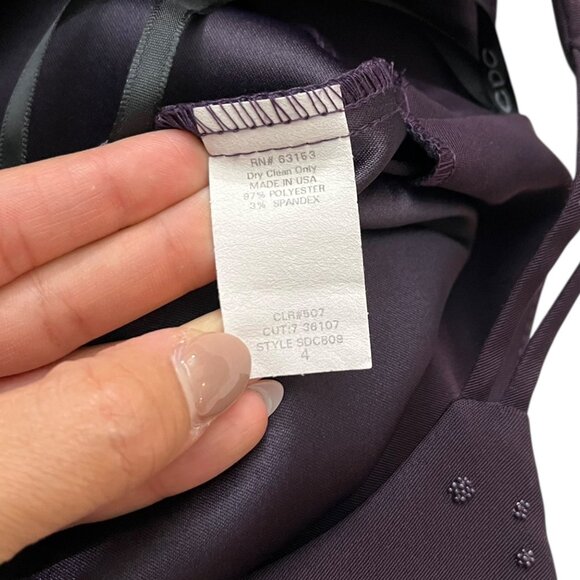 RN# 63163
Dry Clean Only
MADE IN USA
97% POLYESTER
3% SPANDEX
CLR#507
CUT:7 36107
STYLE SDC809
4